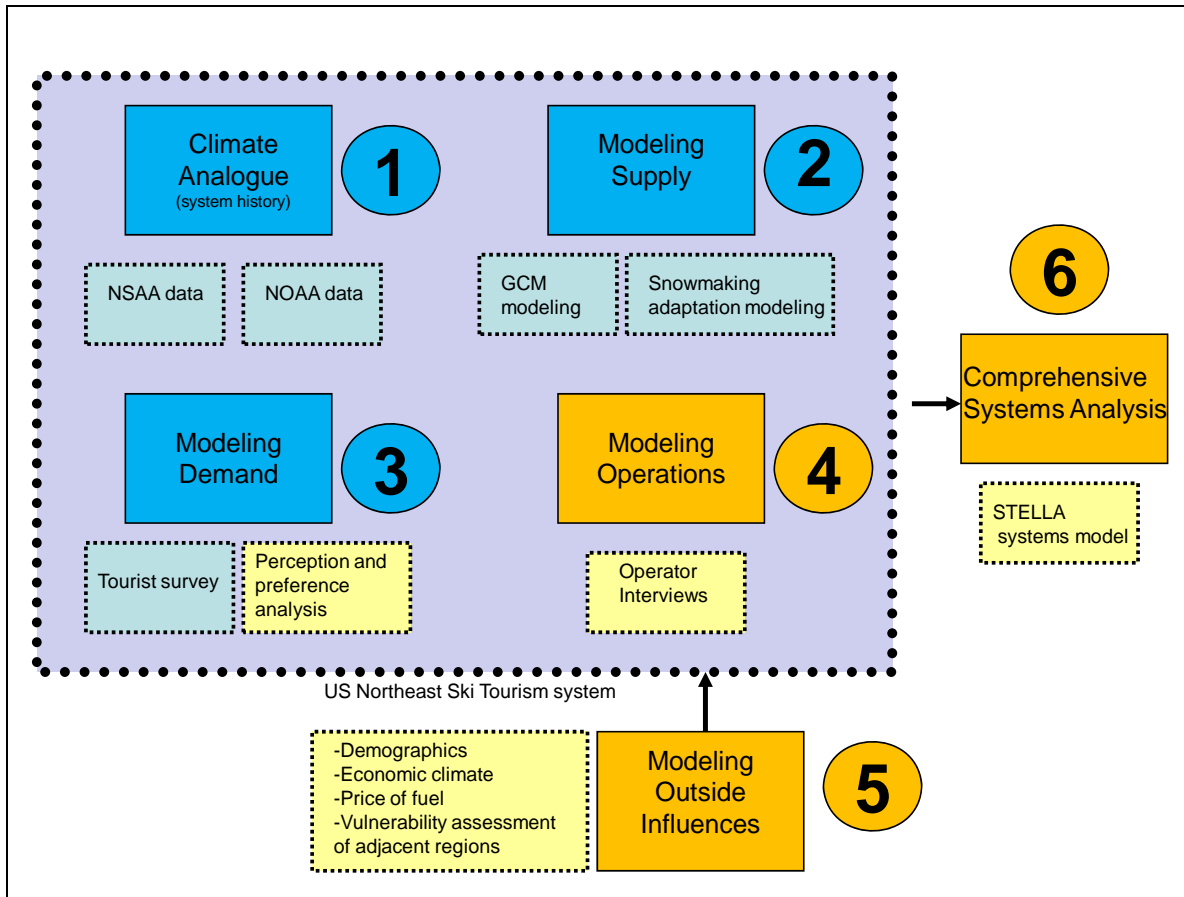 Climate
Analogue
(system history)
1
Modeling
Supply
2
NSAA data
NOAA data
GCM
modeling
Snowmaking
adaptation modeling
6
Comprehensive
Systems Analysis
STELLA
systems model
Modeling
Demand
3
Modeling
Operations
4
Tourist survey
Perception and
preference
analysis
Operator
Interviews
US Northeast Ski Tourism system
-Demographics
-Economic climate
-Price of fuel
-Vulnerability assessment
of adjacent regions
Modeling
Outside
Influences
5